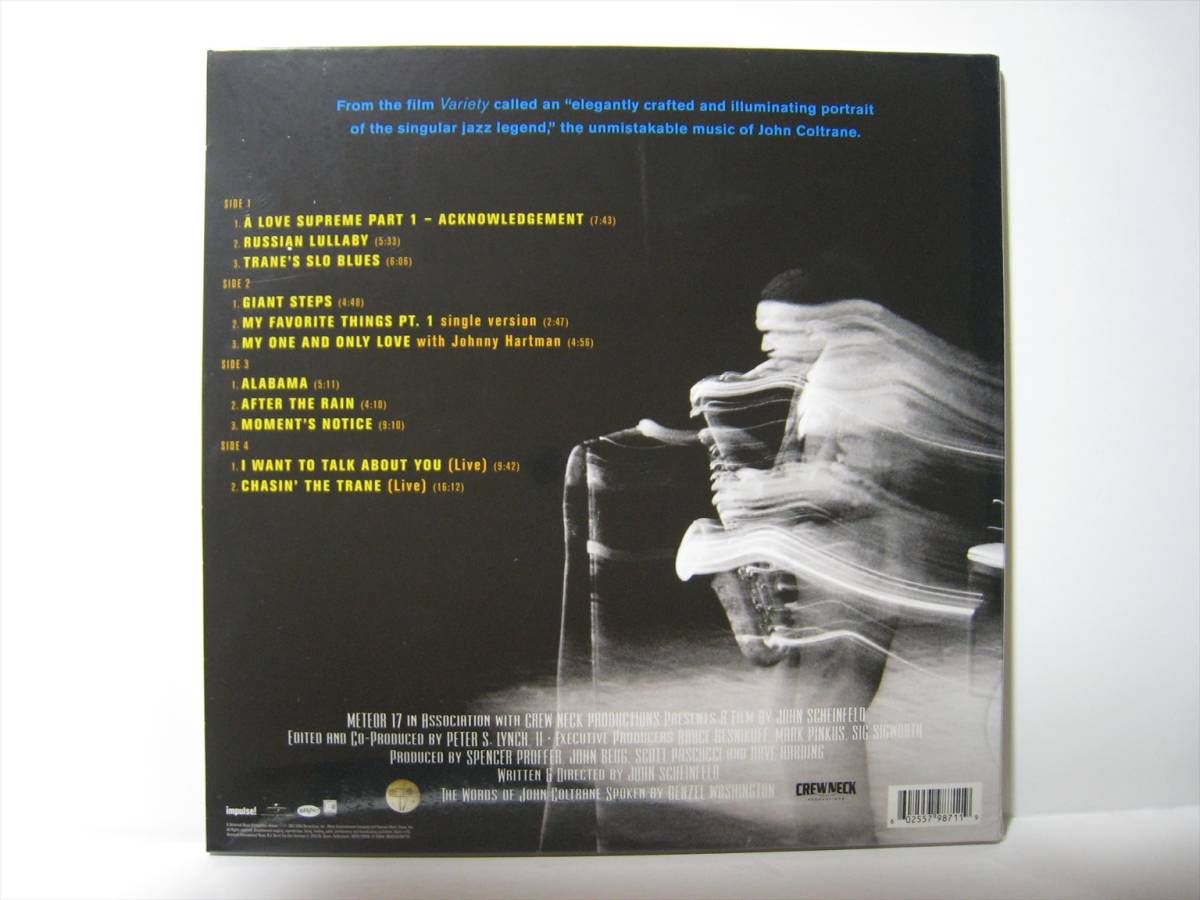 From the film Variety called an “elegantly crafted and illuminating portrait
of the singular jazz legend,” the unmistakable music of John Coltrane.
SIDE 1
1. A LOVE SUPREME PART 1 – ACKNOWLEDGEMENT (7:43)
2. RUSSIAN LULLABY (5:33)
3. TRANE'S SLO BLUES (6:06)
SIDE 2
1. GIANT STEPS (4:48)
2. MY FAVORITE THINGS PT. 1 single version (2:47)
3. MY ONE AND ONLY LOVE with Johnny Hartman (4:56)
SIDE 3
1. ALABAMA (5:11)
2. AFTER THE RAIN (4:10)
3. MOMENT'S NOTICE (9:10)
SIDE 4
1. I WANT TO TALK ABOUT YOU (Live) (9:42)
2. CHASIN' THE TRANE (Live) (16:12)
METEOR 17 IN ASSOCIATION WITH CREW NECK PRODUCTIONS PRESENTS A FILM BY JOHN SCHEINFELD
EDITED AND CO-PRODUCED BY PETER S. LYNCH, II · EXECUTIVE PRODUCERS BRUCE RESNIKOFF, MARK PINKUS, SIG SIGWORTH
PRODUCED BY SPENCER PROFFER, JOHN BEUG, SCOTT PASCUCCI AND DAVE HARDING
WRITTEN & DIRECTED BY JOHN SCHEINFELD
THE WORDS OF JOHN COLTRANE SPOKEN BY DENZEL WASHINGTON
CREW NECK
PRODUCTIONS
impulse!
6 02557 98711 9